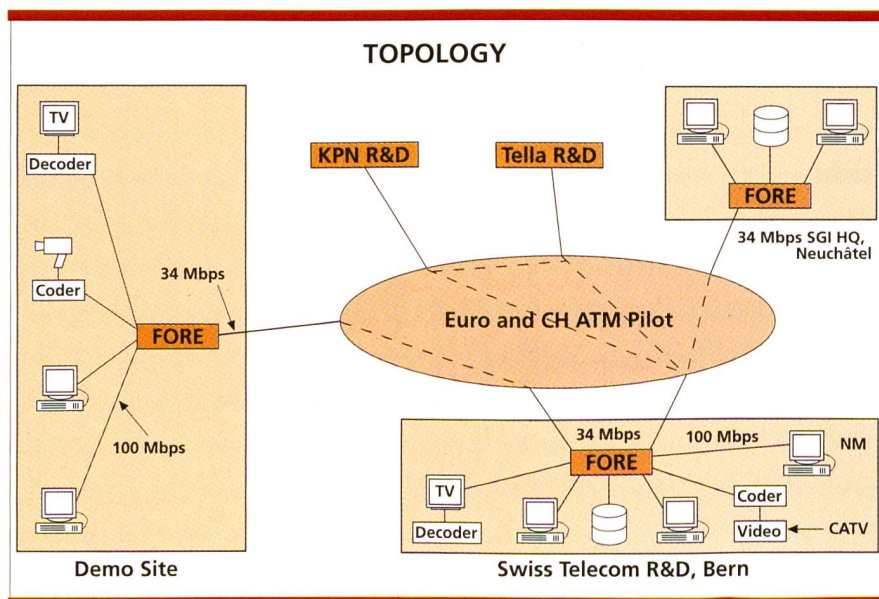 TOPOLOGY
TV
Decoder
Coder
FORE
34 Mbps
100 Mbps
Demo Site
KPN R&D
Tella R&D
Euro and CH ATM Pilot
FORE
34 Mbps SGI HQ,
Neuchâtel
34 Mbps
100 Mbps
FORE
NM
TV
Decoder
Coder
Video
CATV
Swiss Telecom R&D, Bern